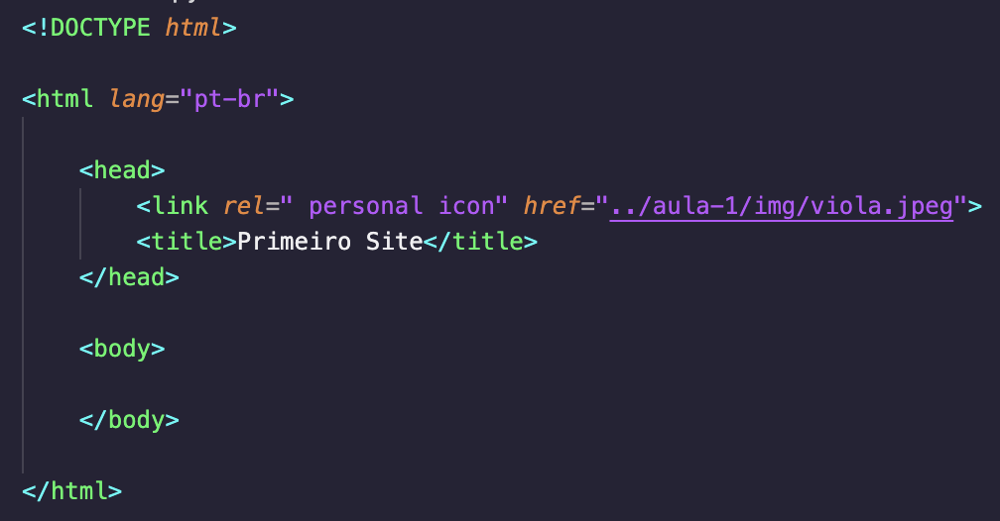 <!DOCTYPE html>
<html lang="pt-br">
<head>
<link rel=" personal icon" href="../aula-1/img/viola.jpeg">
<title>Primeiro Site</title>
</head>
<body>
</body>
</html>